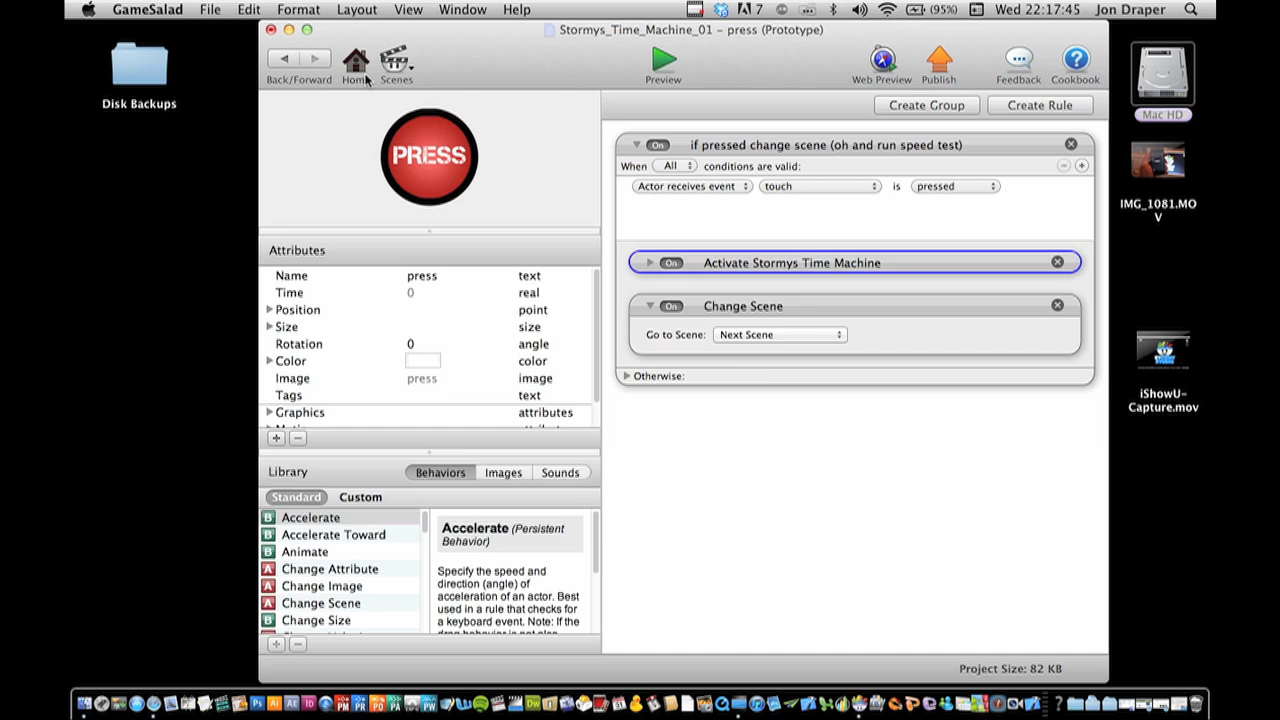 GameSalad File Edit Format Layout View Window Help
7 (95%) Wed 22:17:45 Jon Draper
Stormys_Time_Machine_01 – press (Prototype)
Back/Forward Home Scenes Preview Web Preview Publish Feedback Cookbook
Disk Backups
Mac HD
IMG_1081.MO
V
iShowU-
Capture.mov
PRESS
Create Group Create Rule
On if pressed change scene (oh and run speed test)
When All conditions are valid:
Actor receives event touch is pressed
On Activate Stormys Time Machine
On Change Scene
Go to Scene: Next Scene
Otherwise:
Attributes
Name press text
Time 0 real
Position point
Size size
Rotation 0 angle
Color color
Image press image
Tags text
Graphics attributes
Library Behaviors Images Sounds
Standard Custom
B Accelerate
B Accelerate Toward
B Animate
A Change Attribute
A Change Image
A Change Scene
B Change Size
Accelerate (Persistent
Behavior)
Specify the speed and
direction (angle) of
acceleration of an actor. Best
used in a rule that checks for
a keyboard event. Note: If the
Project Size: 82 KB